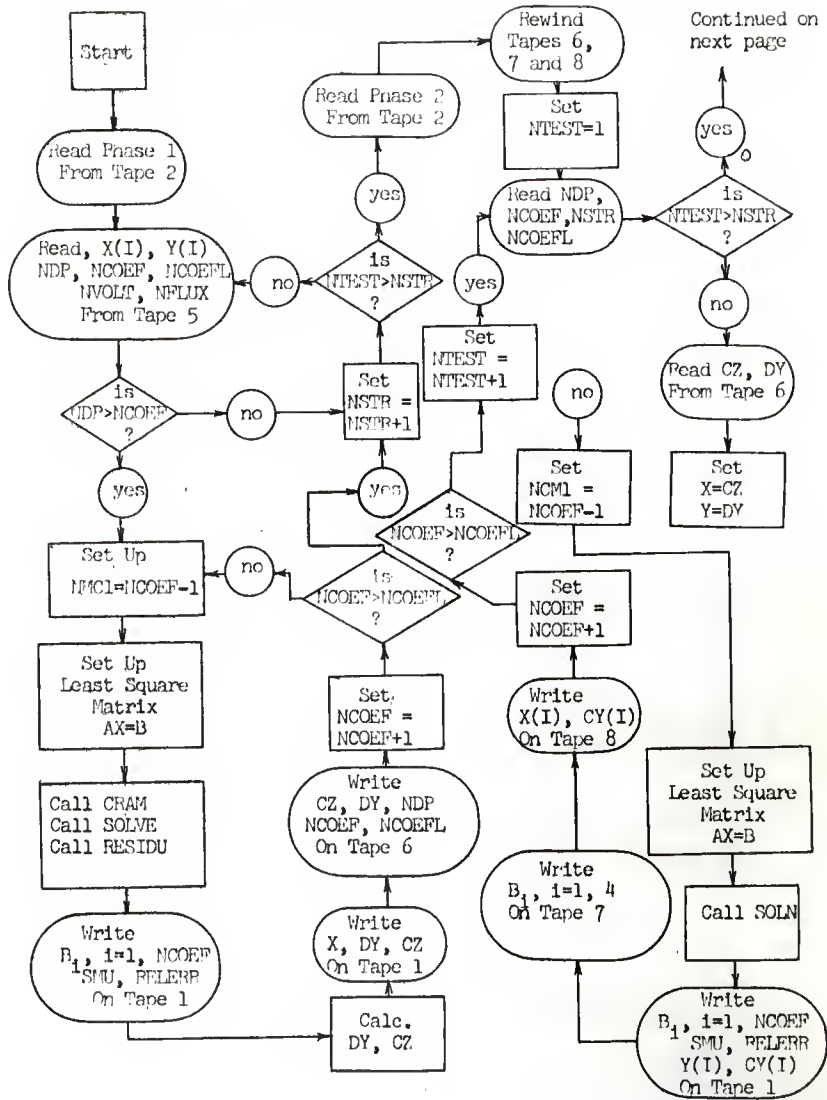 Start
Read Phase 1
From Tape 2
Read, X(I), Y(I)
NDP, NCOEF, NCOEFL
NVOLT, NFLUX
From Tape 5
is
NDP>NCOEF
?
no
yes
Set Up
NMC1=NCOEF-1
Set Up
Least Square
Matrix
AX=B
Call CRAM
Call SOLVE
Call RESIDU
Write
Bi, i=1, NCOEF
SMU, RELERR
On Tape 1
Calc.
DY, CZ
Write
X, DY, CZ
On Tape 1
Write
CZ, DY, NDP
NCOEF, NCOEFL
On Tape 6
Set
NCOEF =
NCOEF+1
is
NCOEF>NCOEFL
?
no
yes
Set
NSTR =
NSTR+1
is
NTEST>NSTR
?
no
yes
Read Phase 2
From Tape 2
Rewind
Tapes 6,
7 and 8
Set
NTEST=1
Read NDP,
NCOEF, NSTR
NCOEFL
is
NTEST>NSTR
?
yes
Continued on
next page
no
Read CZ, DY
From Tape 6
Set
X=CZ
Y=DY
yes
Set
NTEST =
NTEST+1
is
NCOEF>NCOEFL
?
no
Set
NCM1 =
NCOEF-1
Set Up
Least Square
Matrix
AX=B
Call SOLN
Write
Bi, i=1, NCOEF
SMU, RELERR
Y(I), CY(I)
On Tape 1
Write
Bi, i=1, 4
On Tape 7
Write
X(I), CY(I)
On Tape 8
Set
NCOEF =
NCOEF+1